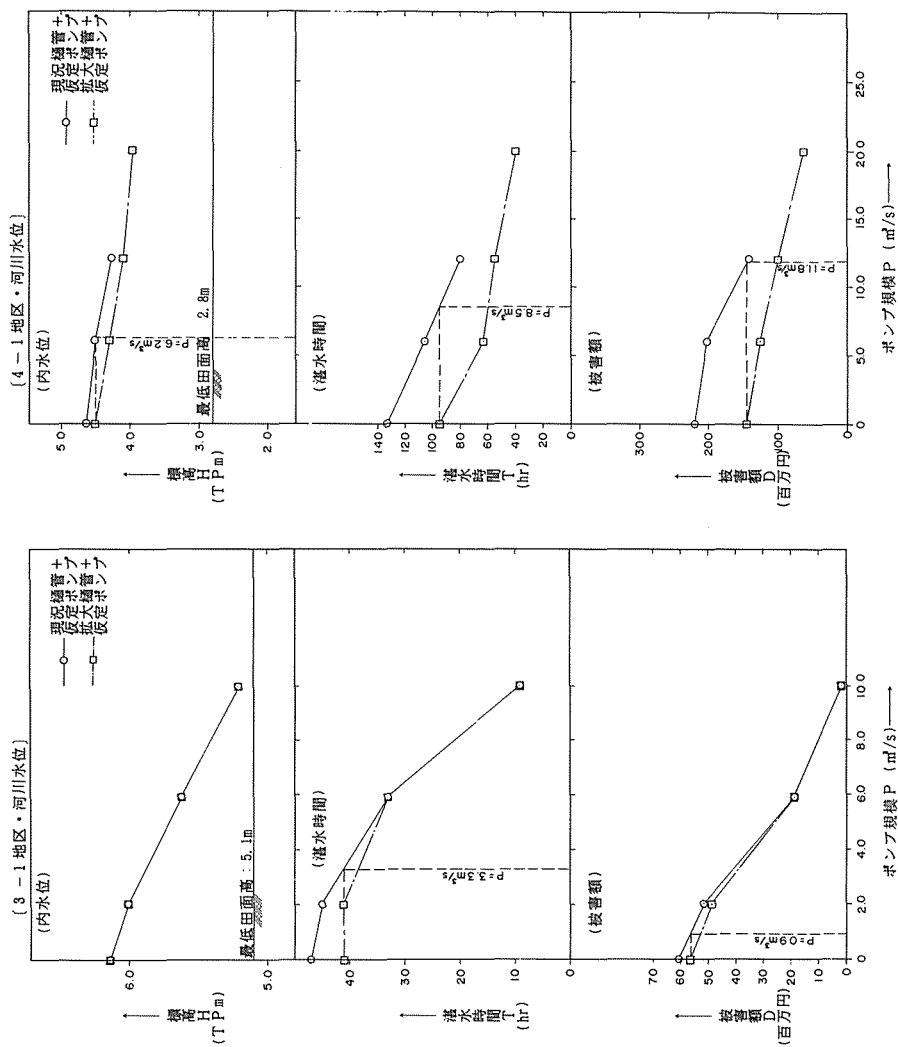 〔3－1地区・河川水位〕
(内水位)
現況樋管＋
仮定ポンプ
拡大樋管＋
仮定ポンプ
標高H
(TPm)
6.0
5.0
最低田面高：5.1m
(湛水時間)
湛水時間T
(hr)
40
30
20
10
0
P=3.3m³/s
(被害額)
被害額D
(百万円)
70
60
50
40
30
20
10
0
P=0.9m³/s
0
2.0
4.0
6.0
8.0
10.0
ポンプ規模P (m³/s)→
〔4－1地区・河川水位〕
(内水位)
現況樋管＋
仮定ポンプ
拡大樋管＋
仮定ポンプ
標高H
(TPm)
5.0
4.0
3.0
2.0
最低田面高 2.8m
P=6.2m³/s
(湛水時間)
湛水時間T
(hr)
140
120
100
80
60
40
20
0
P=8.5m³/s
(被害額)
被害額D
(百万円)
300
200
100
0
P=11.8m³/s
0
5.0
10.0
15.0
20.0
25.0
ポンプ規模P (m³/s)→